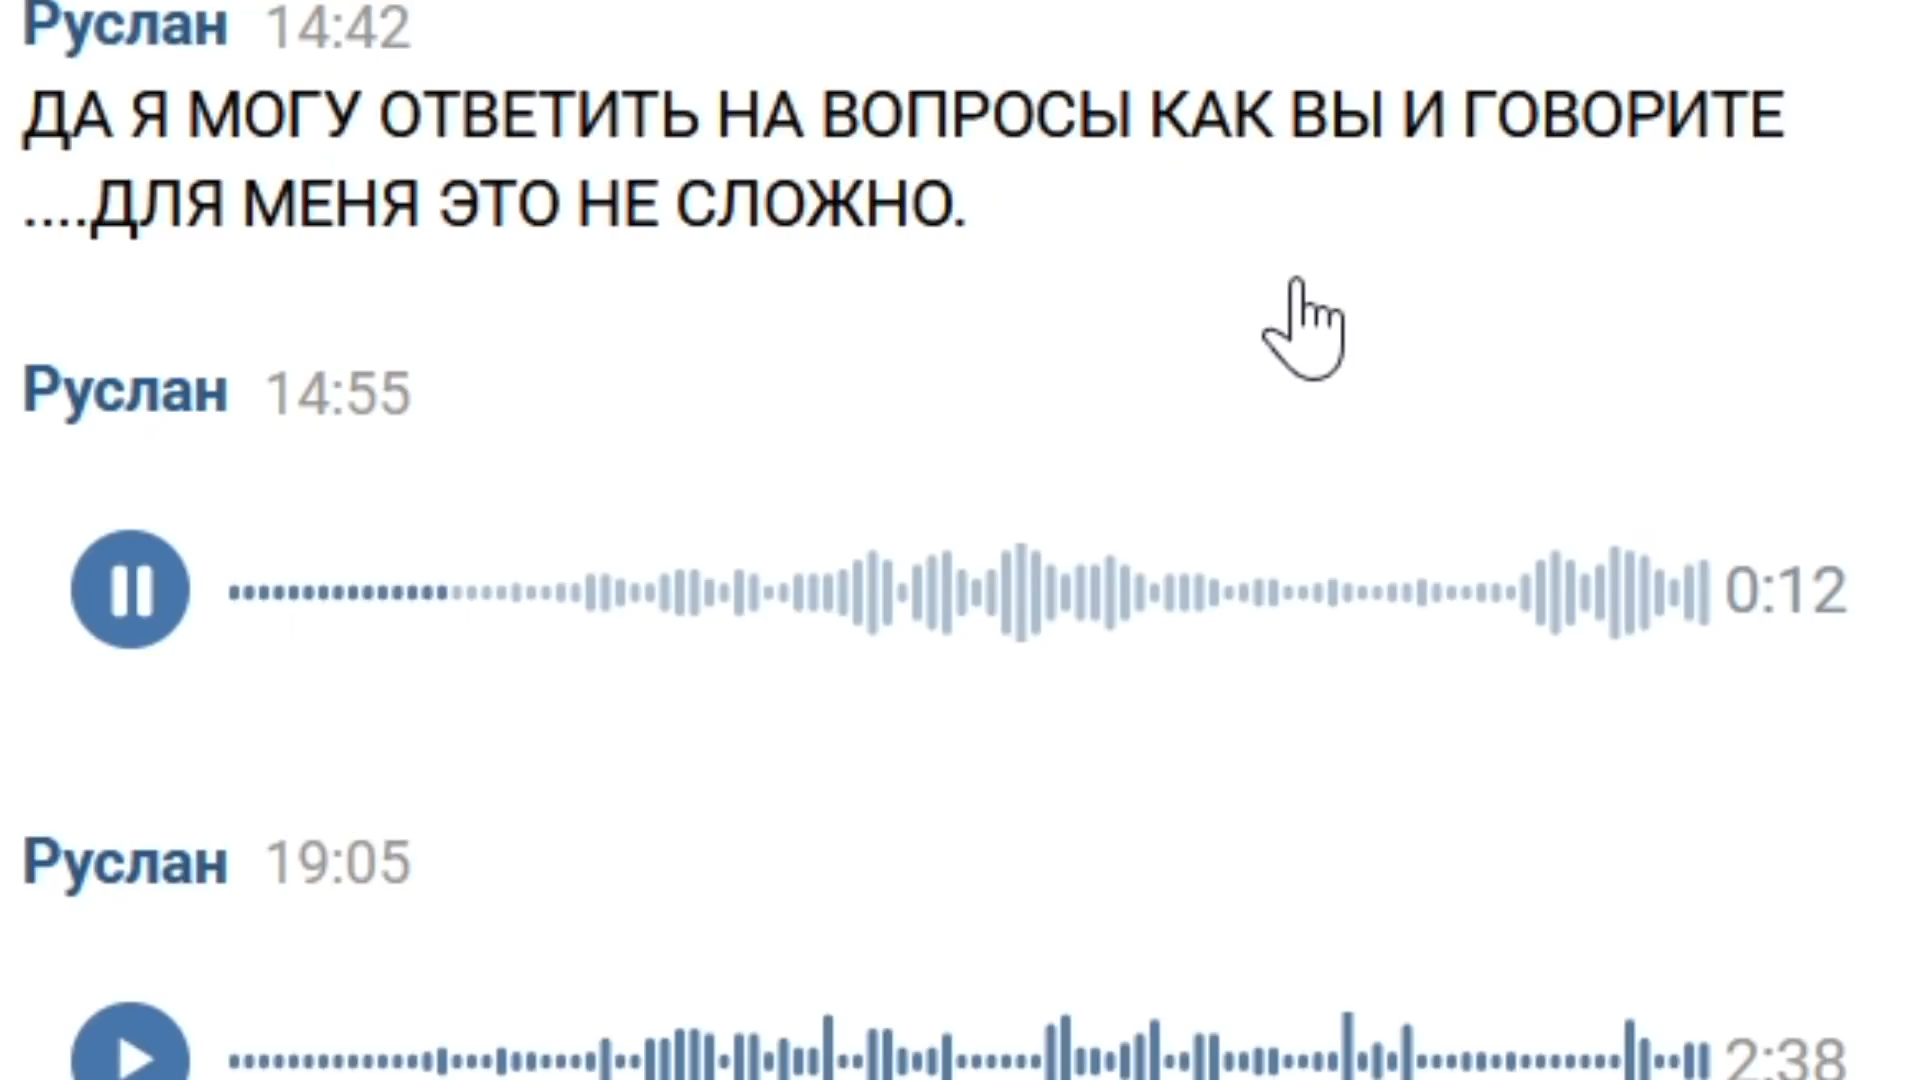 Руслан 14:42
ДА Я МОГУ ОТВЕТИТЬ НА ВОПРОСЫ КАК ВЫ И ГОВОРИТЕ
....ДЛЯ МЕНЯ ЭТО НЕ СЛОЖНО.
Руслан 14:55
0:12
Руслан 19:05
2:38